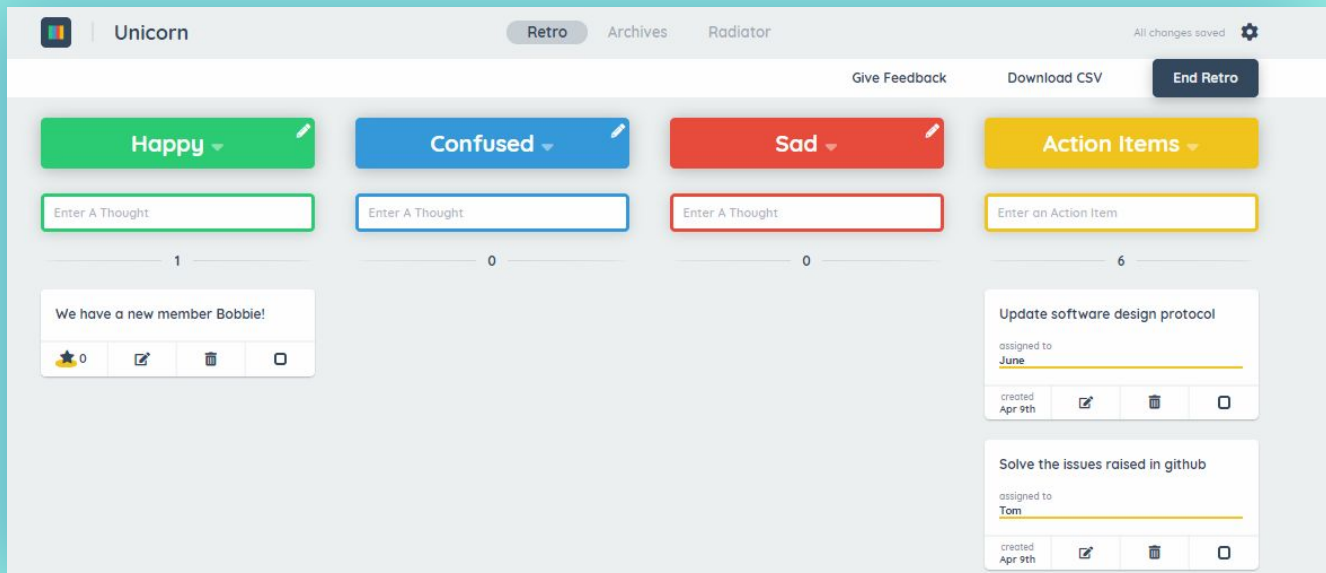 Unicorn
Retro Archives Radiator
All changes saved
Give Feedback Download CSV End Retro
Happy
Enter A Thought
1
We have a new member Bobbie!
0
Confused
Enter A Thought
0
Sad
Enter A Thought
0
Action Items
Enter an Action Item
6
Update software design protocol
assigned to
June
created
Apr 9th
Solve the issues raised in github
assigned to
Tom
created
Apr 9th